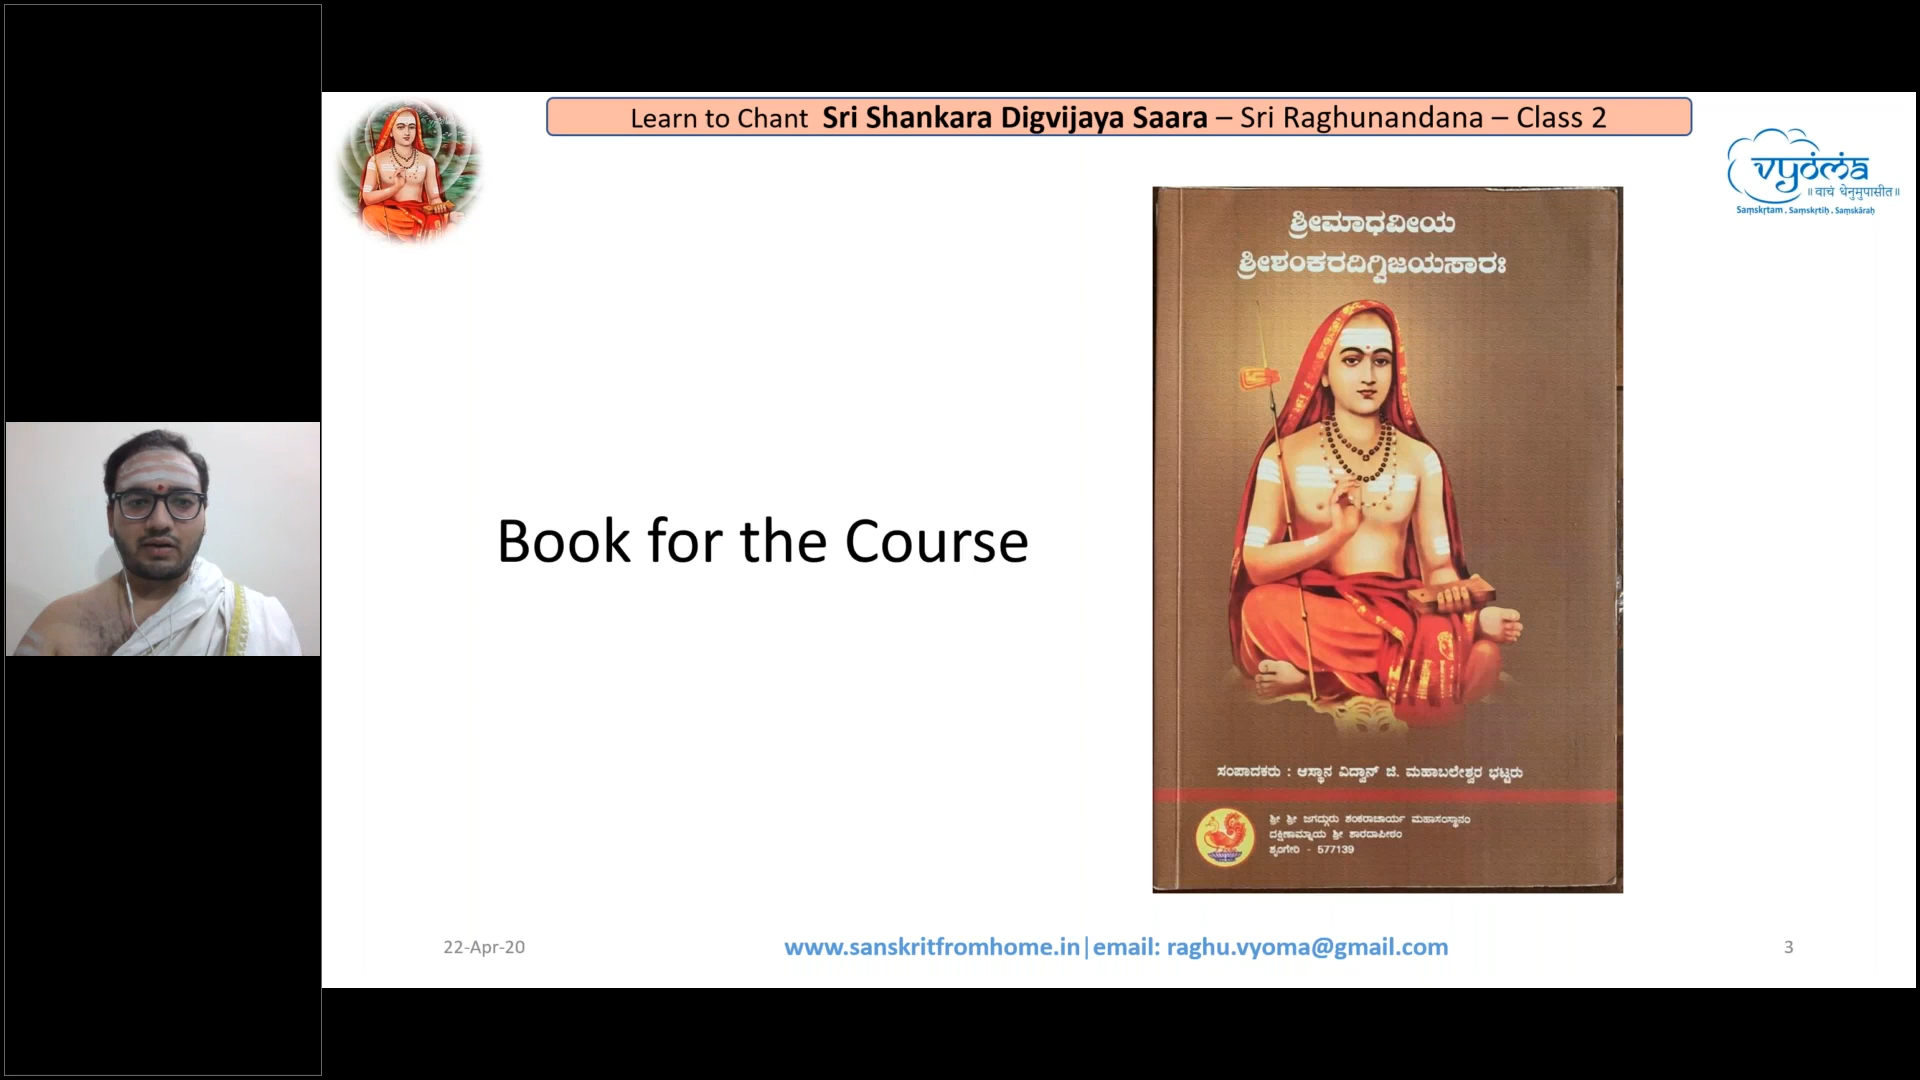 Learn to Chant Sri Shankara Digvijaya Saara – Sri Raghunandana – Class 2
vyoma
॥ वाचं धेनुमुपासीत॥
Saṃskṛtam . Saṃskṛtiḥ . Saṃskāraḥ
ಶ್ರೀಮಾಧವೀಯ
ಶ್ರೀಶಂಕರದಿಗ್ವಿಜಯಸಾರಃ
Book for the Course
ಸಂಪಾದಕರು : ಆಸ್ಥಾನ ವಿದ್ವಾನ್ ಜಿ. ಮಹಾಬಲೇಶ್ವರ ಭಟ್ಟರು
ಶ್ರೀ ಶ್ರೀ ಜಗದ್ಗುರು ಶಂಕರಾಚಾರ್ಯ ಮಹಾಸಂಸ್ಥಾನಂ
ದಕ್ಷಿಣಾಮ್ನಾಯ ಶ್ರೀ ಶಾರದಾಪೀಠಂ
ಶೃಂಗೇರಿ - 577139
22-Apr-20
www.sanskritfromhome.in|email: raghu.vyoma@gmail.com
3